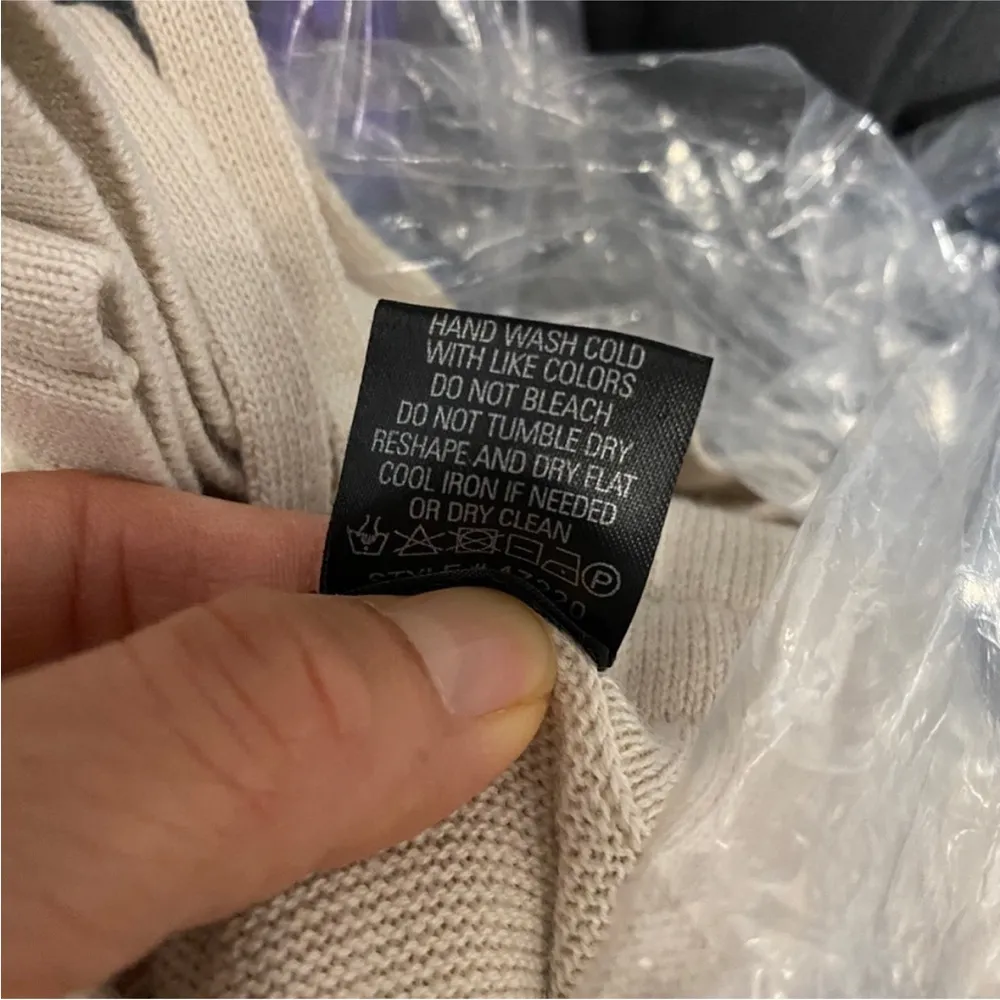 HAND WASH COLD
WITH LIKE COLORS
DO NOT BLEACH
DO NOT TUMBLE DRY
RESHAPE AND DRY FLAT
COOL IRON IF NEEDED
OR DRY CLEAN
P
STYLE #